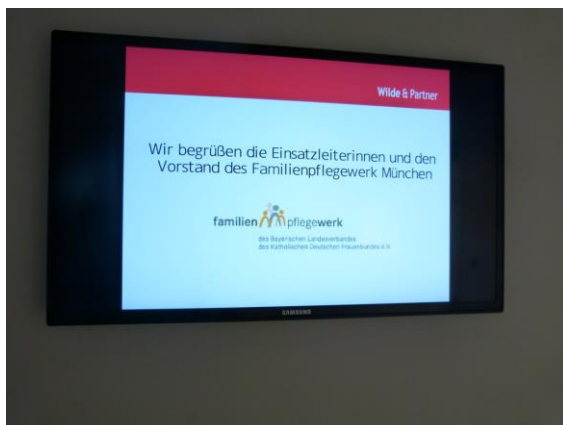 Wilde & Partner
Wir begrüßen die Einsatzleiterinnen und den
Vorstand des Familienpflegewerk München
familien pflegewerk
des Bayerischen Landesverbandes
des Katholischen Deutschen Frauenbundes e.V.
SAMSUNG